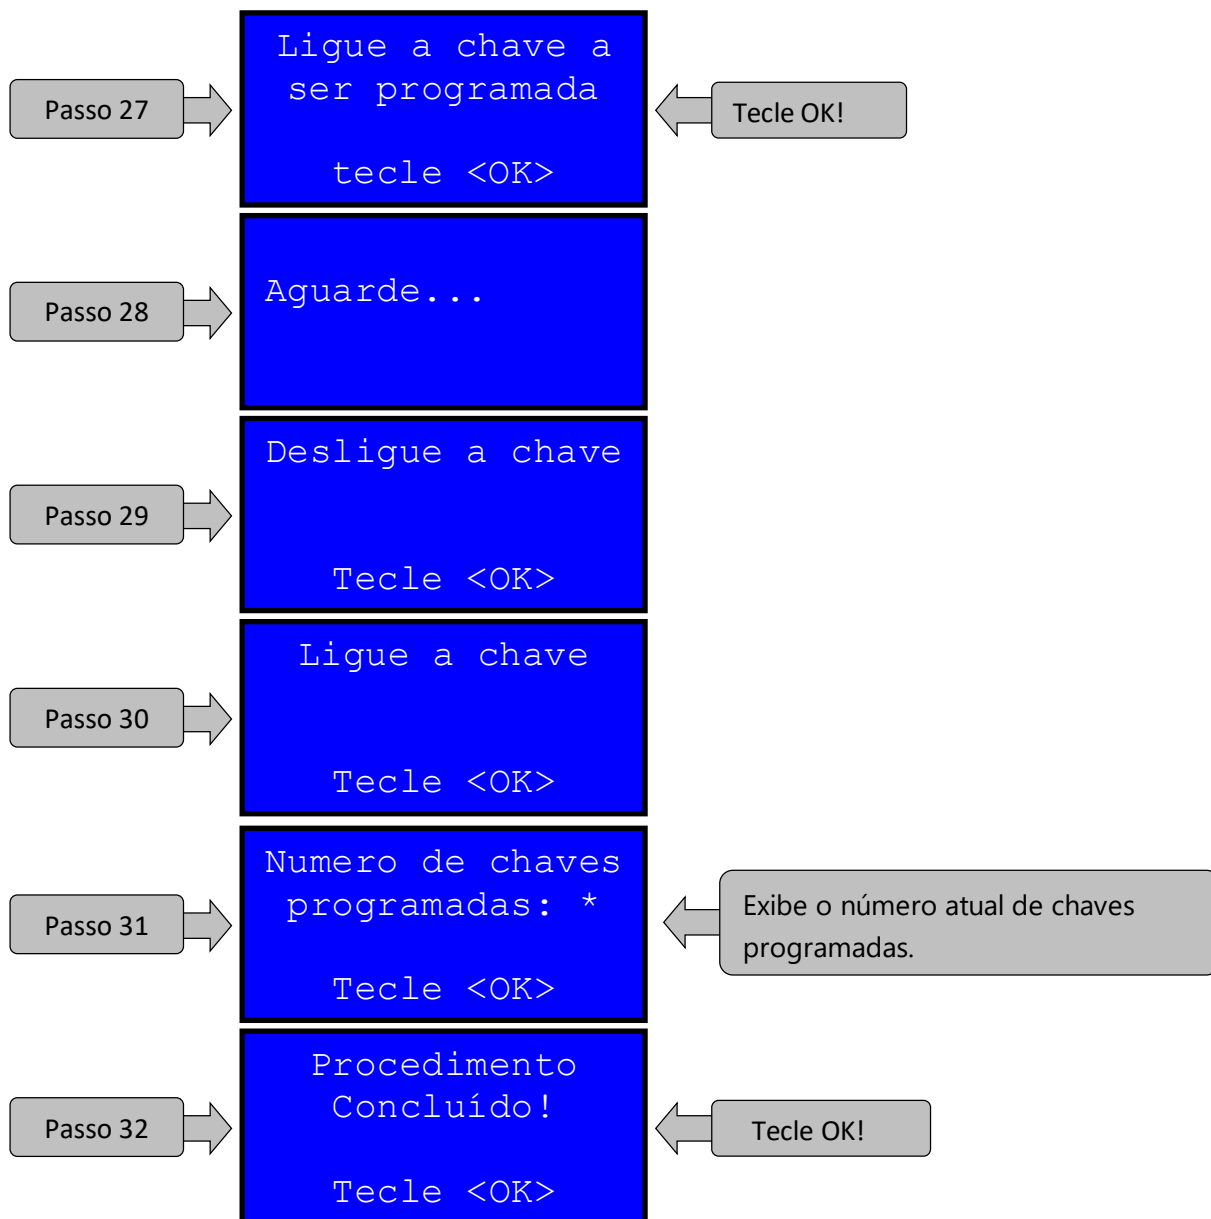 Passo 27
Ligue a chave a
ser programada
tecle <OK>
Tecle OK!
Passo 28
Aguarde...
Passo 29
Desligue a chave
Tecle <OK>
Passo 30
Ligue a chave
Tecle <OK>
Passo 31
Numero de chaves
programadas: *
Tecle <OK>
Exibe o número atual de chaves
programadas.
Passo 32
Procedimento
Concluído!
Tecle <OK>
Tecle OK!